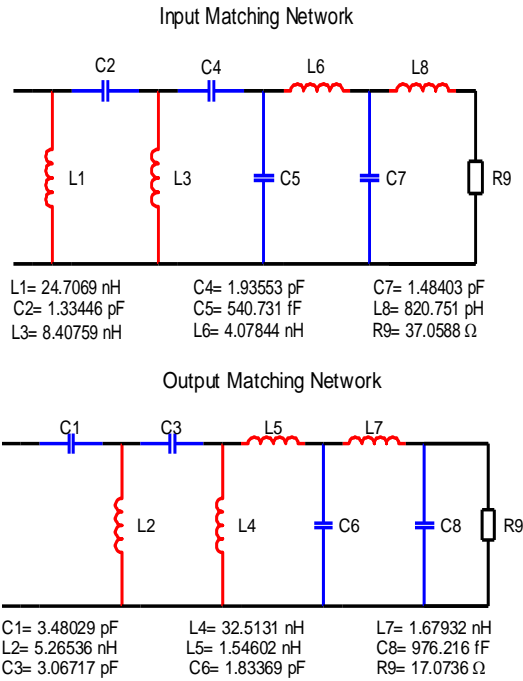 Input Matching Network
C2 C4 L6 L8
L1 L3 C5 C7 R9
L1= 24.7069 nH C4= 1.93553 pF C7= 1.48403 pF
C2= 1.33446 pF C5= 540.731 fF L8= 820.751 pH
L3= 8.40759 nH L6= 4.07844 nH R9= 37.0588 Ω
Output Matching Network
C1 C3 L5 L7
L2 L4 C6 C8 R9
C1= 3.48029 pF L4= 32.5131 nH L7= 1.67932 nH
L2= 5.26536 nH L5= 1.54602 nH C8= 976.216 fF
C3= 3.06717 pF C6= 1.83369 pF R9= 17.0736 Ω